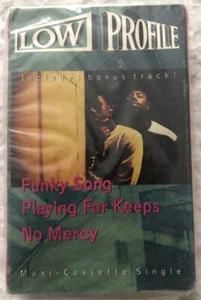 LOW PROFILE
Includes bonus track!
Funky Song
Playing For Keeps
No Mercy
Maxi-Cassette Single